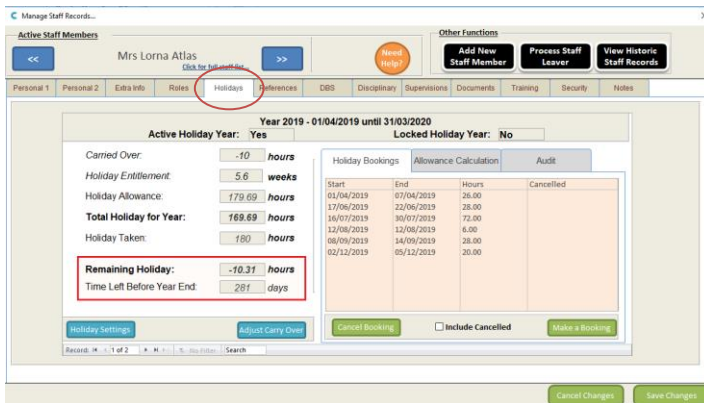 Manage Staff Records...
Active Staff Members
Other Functions
<<
Mrs Lorna Atlas
Click for full staff list...
>>
Need Help?
Add New Staff Member
Process Staff Leaver
View Historic Staff Records
Personal 1 Personal 2 Extra Info Roles Holidays References DBS Disciplinary Supervisions Documents Training Security Notes
Year 2019 - 01/04/2019 until 31/03/2020
Active Holiday Year: Yes Locked Holiday Year: No
Carried Over: -10 hours
Holiday Entitlement: 5.6 weeks
Holiday Allowance: 179.69 hours
Total Holiday for Year: 169.69 hours
Holiday Taken: 180 hours
Remaining Holiday: -10.31 hours
Time Left Before Year End: 281 days
Holiday Settings Adjust Carry Over
Holiday Bookings Allowance Calculation Audit
Start End Hours Cancelled
01/04/2019 07/04/2019 26.00
17/06/2019 22/06/2019 28.00
16/07/2019 30/07/2019 72.00
12/08/2019 12/08/2019 6.00
08/09/2019 14/09/2019 28.00
02/12/2019 05/12/2019 20.00
Cancel Booking Include Cancelled Make a Booking
Record: 1 of 2 No Filter Search
Cancel Changes Save Changes